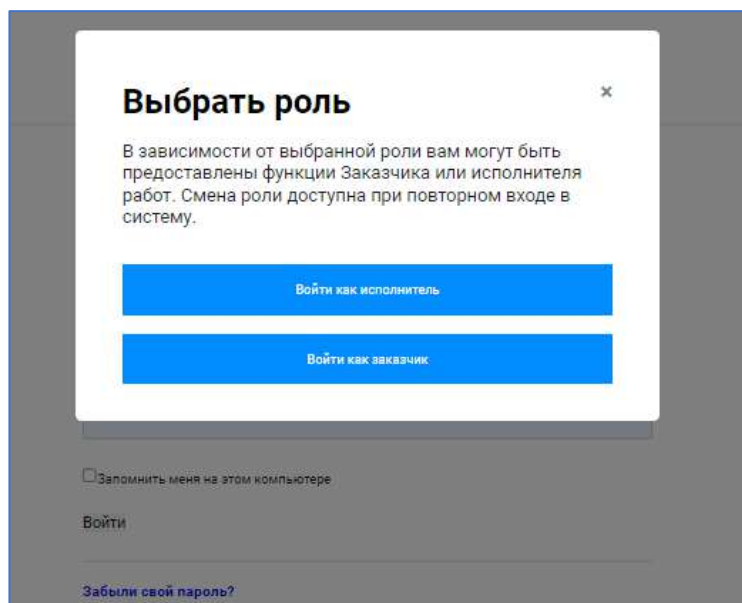 Выбрать роль
В зависимости от выбранной роли вам могут быть
предоставлены функции Заказчика или исполнителя
работ. Смена роли доступна при повторном входе в
систему.
Войти как исполнитель
Войти как заказчик
Запомнить меня на этом компьютере
Войти
Забыли свой пароль?